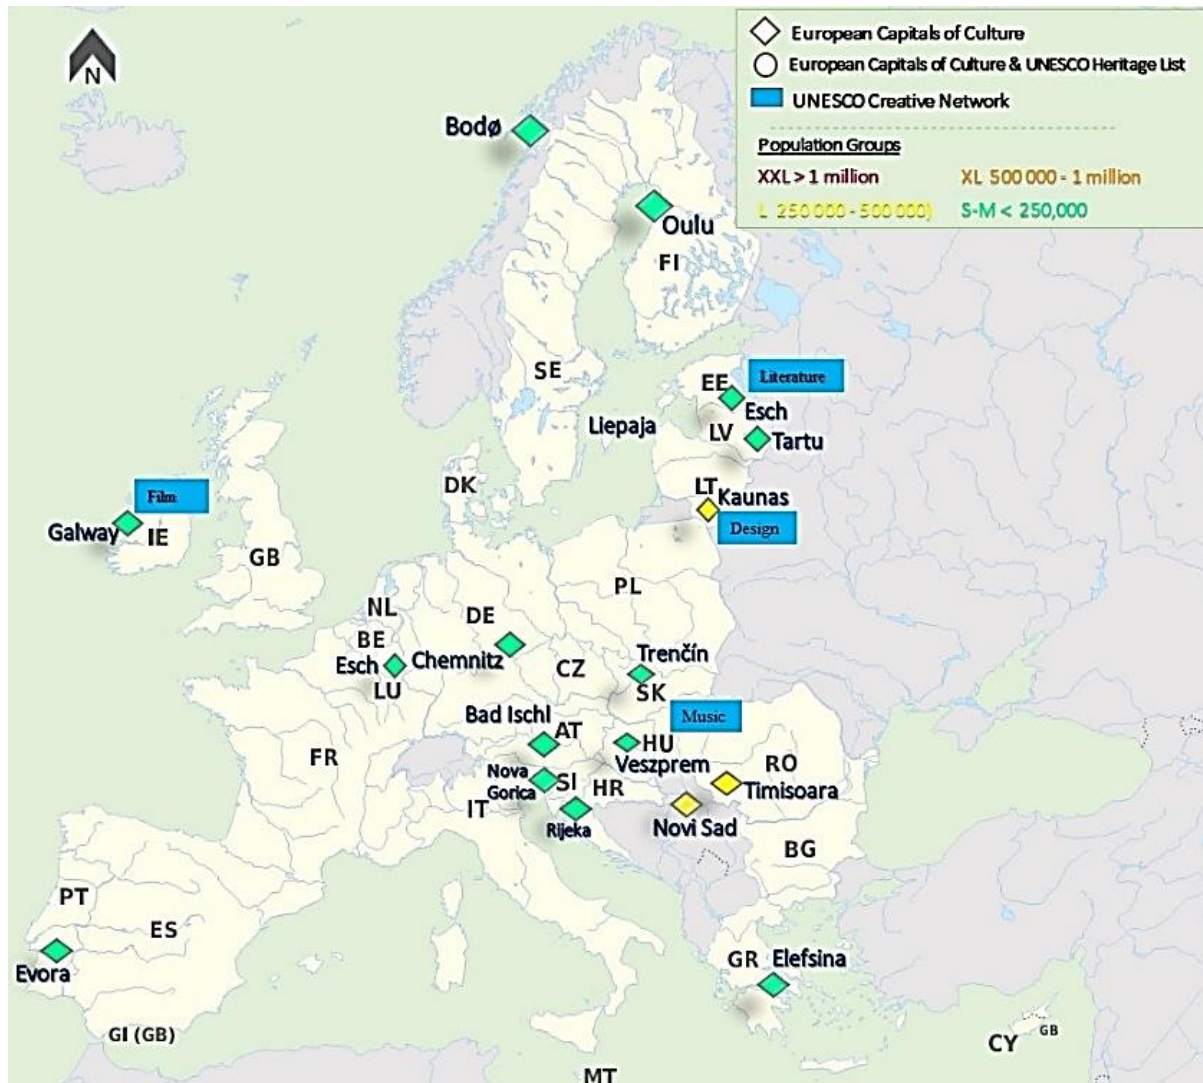 N
European Capitals of Culture
European Capitals of Culture & UNESCO Heritage List
UNESCO Creative Network
Population Groups
XXL > 1 million
XL 500 000 - 1 million
L 250 000 - 500 000)
S-M < 250,000
Bodø
Oulu
FI
SE
Literature
EE
Esch
Liepaja
LV
Tartu
DK
LT
Kaunas
Design
Film
Galway
IE
GB
PL
NL
DE
BE
Esch
Chemnitz
LU
CZ
Trenčín
SK
Bad Ischl
AT
Music
HU
Veszprem
FR
RO
Timisoara
Nova
Gorica
SI
HR
IT
Rijeka
Novi Sad
BG
PT
ES
Evora
GR
Elefsina
GI (GB)
CY
GB
MT